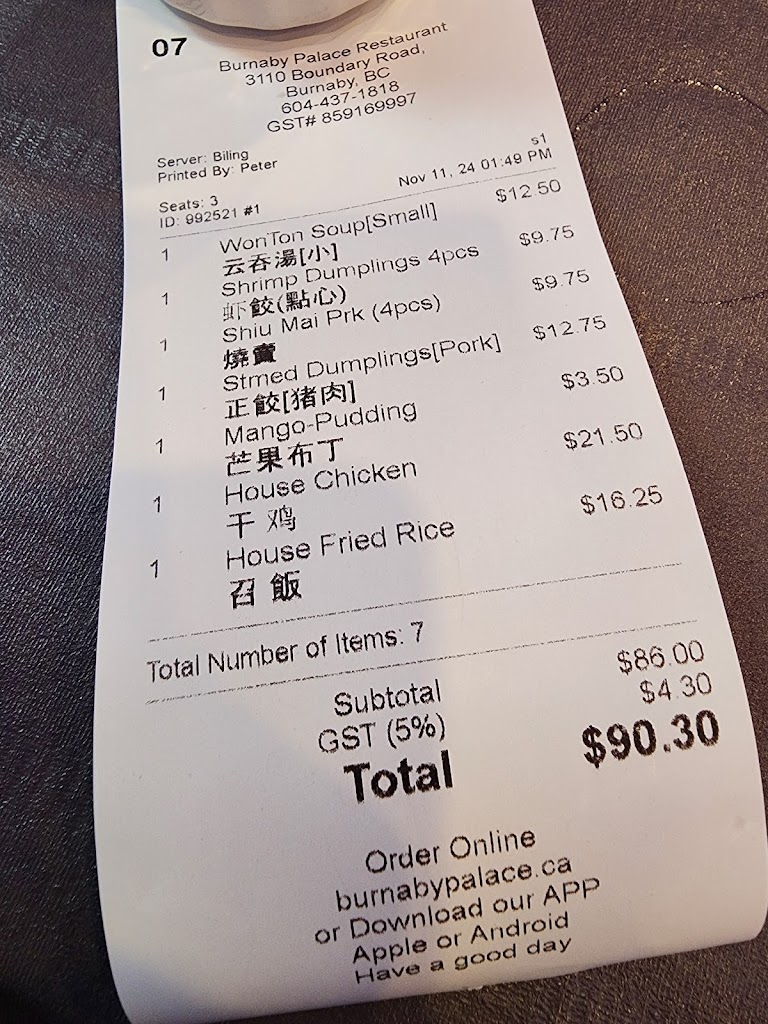 07
Burnaby Palace Restaurant
3110 Boundary Road,
Burnaby, BC
604-437-1818
GST# 859169997
Server: Biling
Printed By: Peter
s1
Seats: 3
Nov 11, 24 01:49 PM
ID: 992521 #1
1 WonTon Soup[Small] $12.50
云吞湯[小]
1 Shrimp Dumplings 4pcs $9.75
虾餃(點心)
1 Shiu Mai Prk (4pcs) $9.75
燒賣
1 Stmed Dumplings[Pork] $12.75
正餃[猪肉]
1 Mango-Pudding $3.50
芒果布丁
1 House Chicken $21.50
干鸡
1 House Fried Rice $16.25
召飯
Total Number of Items: 7
Subtotal $86.00
GST (5%) $4.30
Total $90.30
Order Online
burnabypalace.ca
or Download our APP
Apple or Android
Have a good day